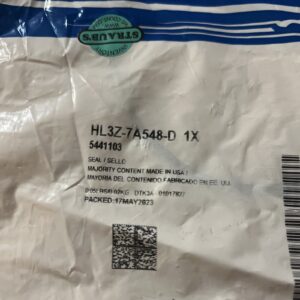 STRAUB'S
HL3Z-7A548-D 1X
5441103
SEAL / SELLO
MAJORITY CONTENT MADE IN USA /
MAYORIA DEL CONTENIDO FABRICADO EN EE. UU.
PACKED: 17MAY2023